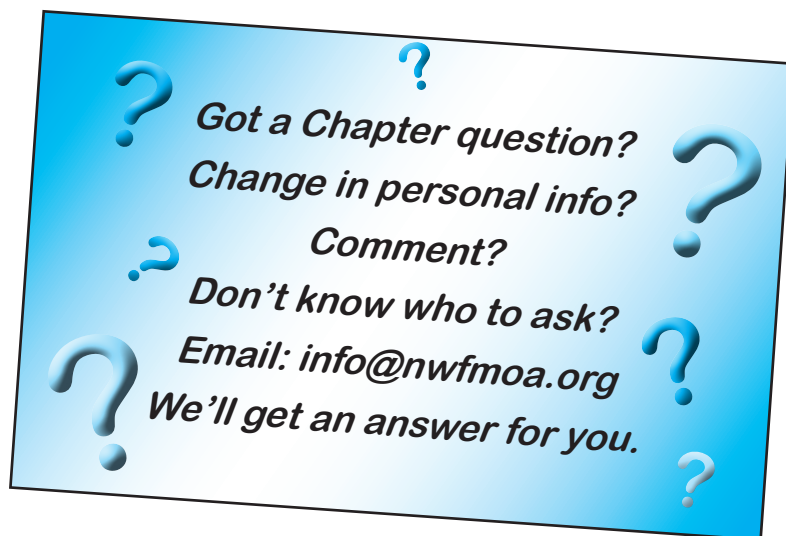 Got a Chapter question?
Change in personal info?
Comment?
Don’t know who to ask?
Email: info@nwfmoa.org
We’ll get an answer for you.